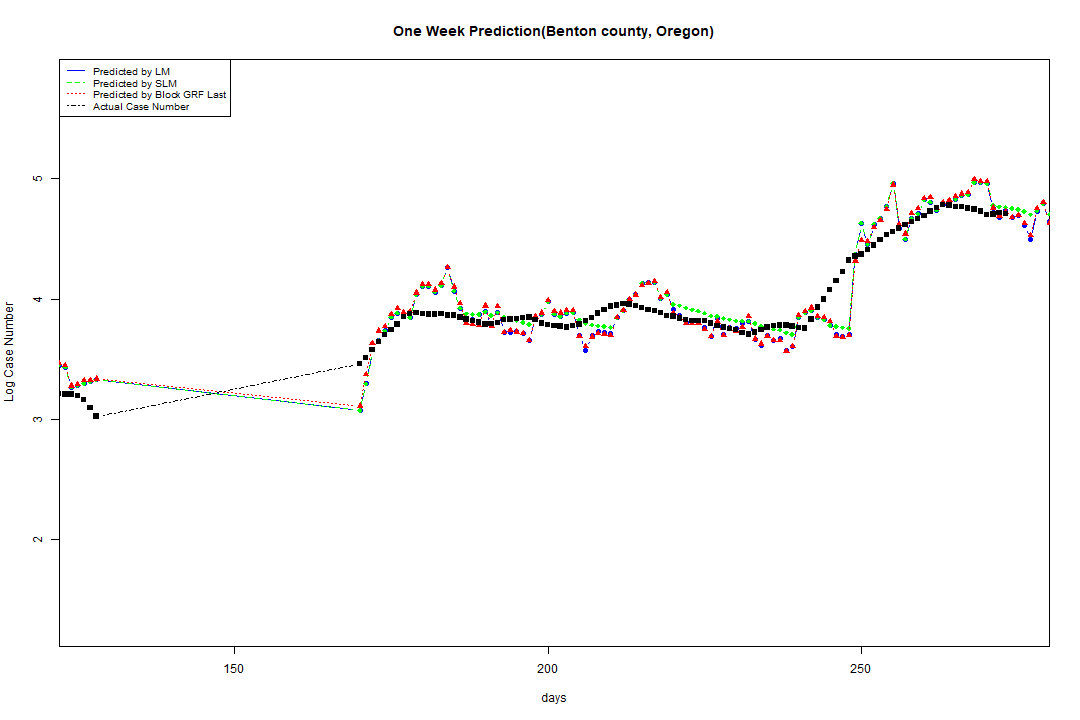 One Week Prediction(Benton county, Oregon)
Predicted by LM
Predicted by SLM
Predicted by Block GRF Last
Actual Case Number
5
4
3
2
Log Case Number
150 200 250
days